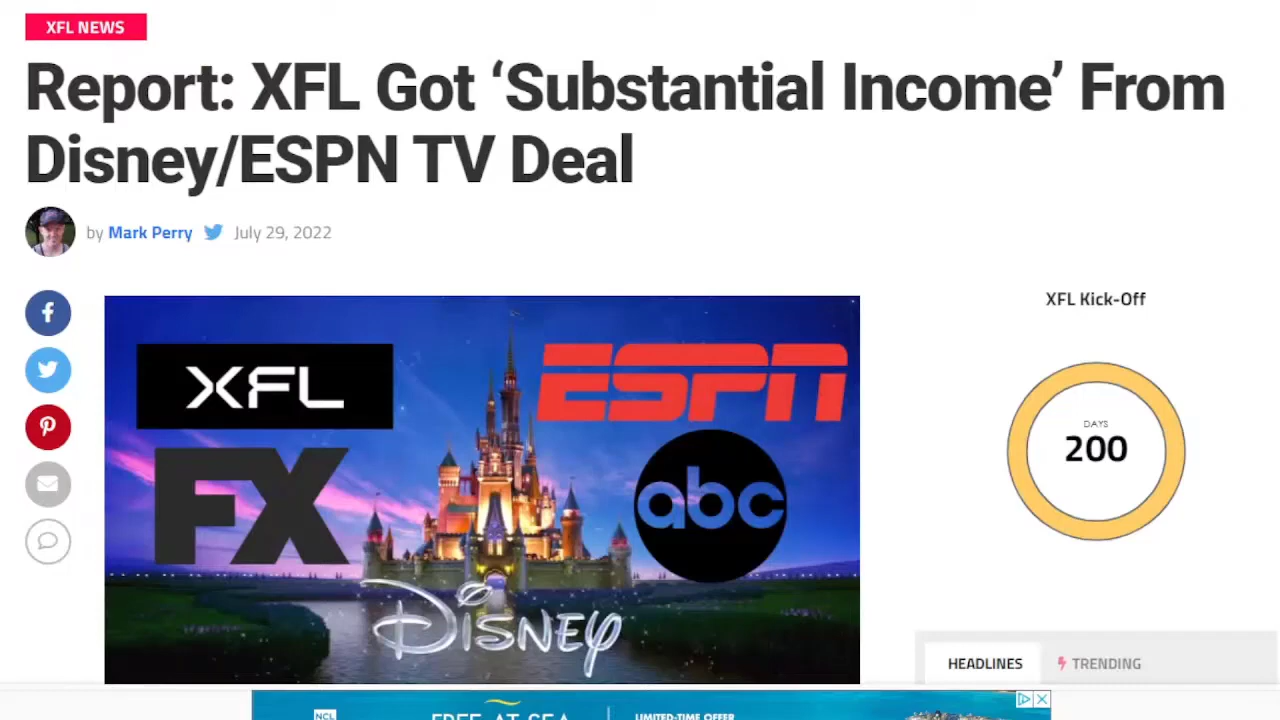 XFL NEWS
Report: XFL Got ‘Substantial Income’ From
Disney/ESPN TV Deal
by Mark Perry July 29, 2022
XFL Kick-Off
XFL
ESPN
FX
abc
DAYS
200
Disney
HEADLINES
TRENDING
NCL
FREE AT SEA
LIMITED-TIME OFFER